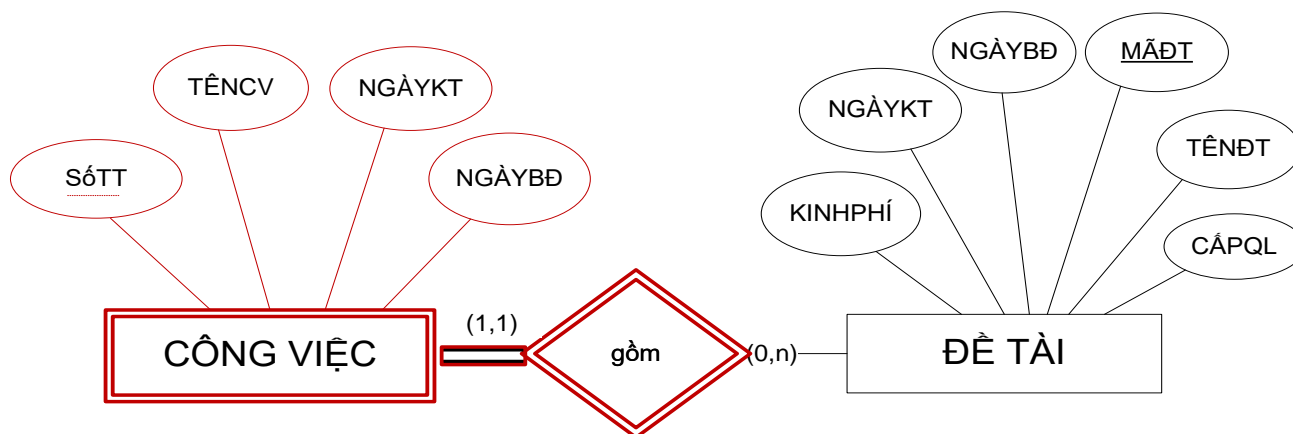 TÊNCV
NGÀYKT
SốTT
NGÀYBĐ
CÔNG VIỆC
(1,1)
gồm
(0,n)
NGÀYBĐ
MÃĐT
NGÀYKT
TÊNĐT
KINHPHÍ
CẤPQL
ĐỀ TÀI